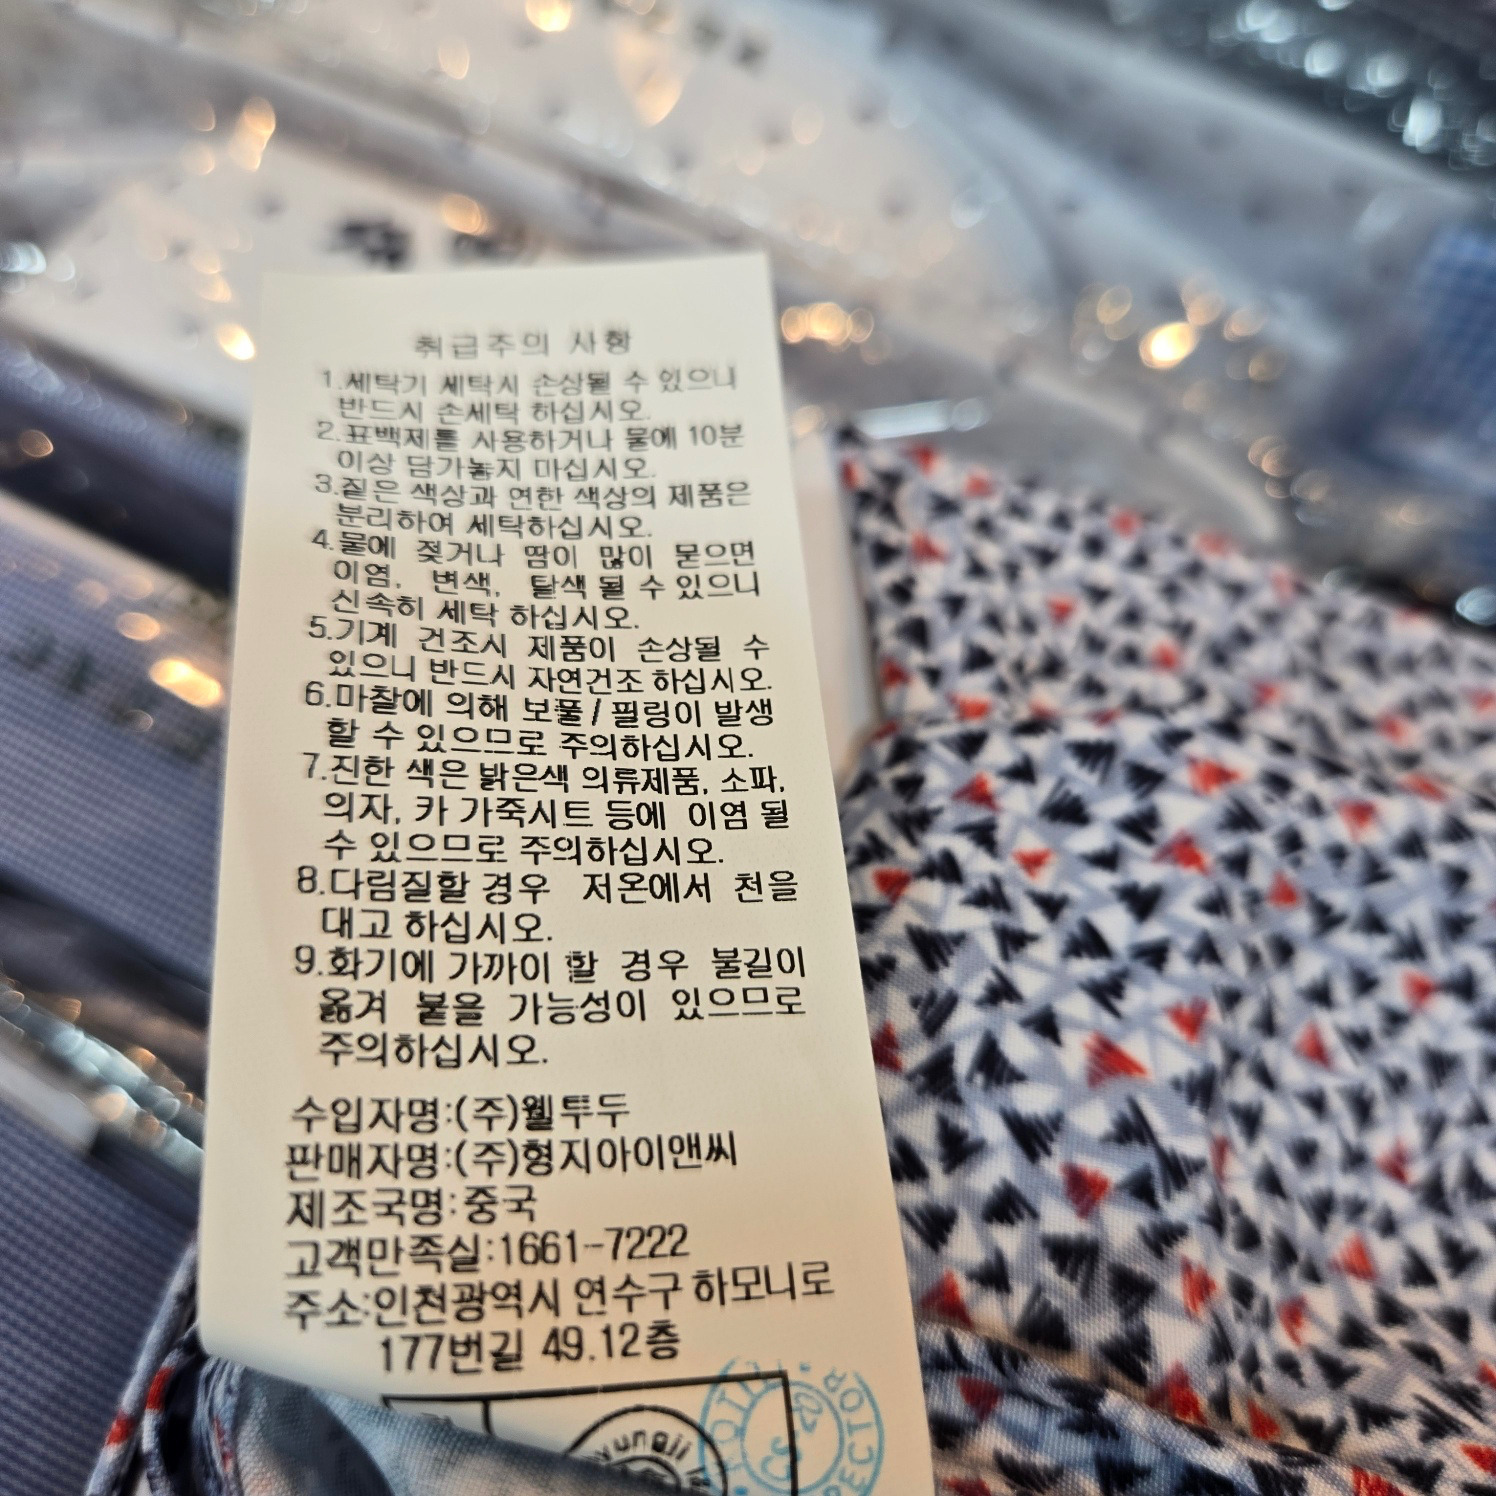 취급주의 사항
1.세탁기 세탁시 손상될 수 있으니
반드시 손세탁 하십시오.
2.표백제를 사용하거나 물에 10분
이상 담가놓지 마십시오.
3.짙은 색상과 연한 색상의 제품은
분리하여 세탁하십시오.
4.물에 젖거나 땀이 많이 묻으면
이염, 변색, 탈색 될 수 있으니
신속히 세탁 하십시오.
5.기계 건조시 제품이 손상될 수
있으니 반드시 자연건조 하십시오.
6.마찰에 의해 보풀/필링이 발생
할 수 있으므로 주의하십시오.
7.진한 색은 밝은색 의류제품, 소파,
의자, 카 가죽시트 등에 이염 될
수 있으므로 주의하십시오.
8.다림질할 경우 저온에서 천을
대고 하십시오.
9.화기에 가까이 할 경우 불길이
옮겨 붙을 가능성이 있으므로
주의하십시오.
수입자명:(주)웰투두
판매자명:(주)형지아이앤씨
제조국명:중국
고객만족실:1661-7222
주소:인천광역시 연수구 하모니로
177번길 49.12층